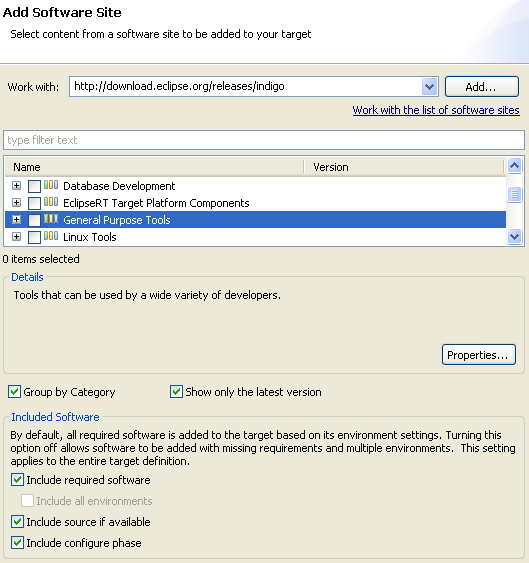 Add Software Site
Select content from a software site to be added to your target
Work with: http://download.eclipse.org/releases/indigo Add...
Work with the list of software sites
type filter text
Name Version
Database Development
EclipseRT Target Platform Components
General Purpose Tools
Linux Tools
0 items selected
Details
Tools that can be used by a wide variety of developers.
Properties...
Group by Category Show only the latest version
Included Software
By default, all required software is added to the target based on its environment settings. Turning this
option off allows software to be added with missing requirements and multiple environments.  This setting
applies to the entire target definition.
Include required software
Include all environments
Include source if available
Include configure phase